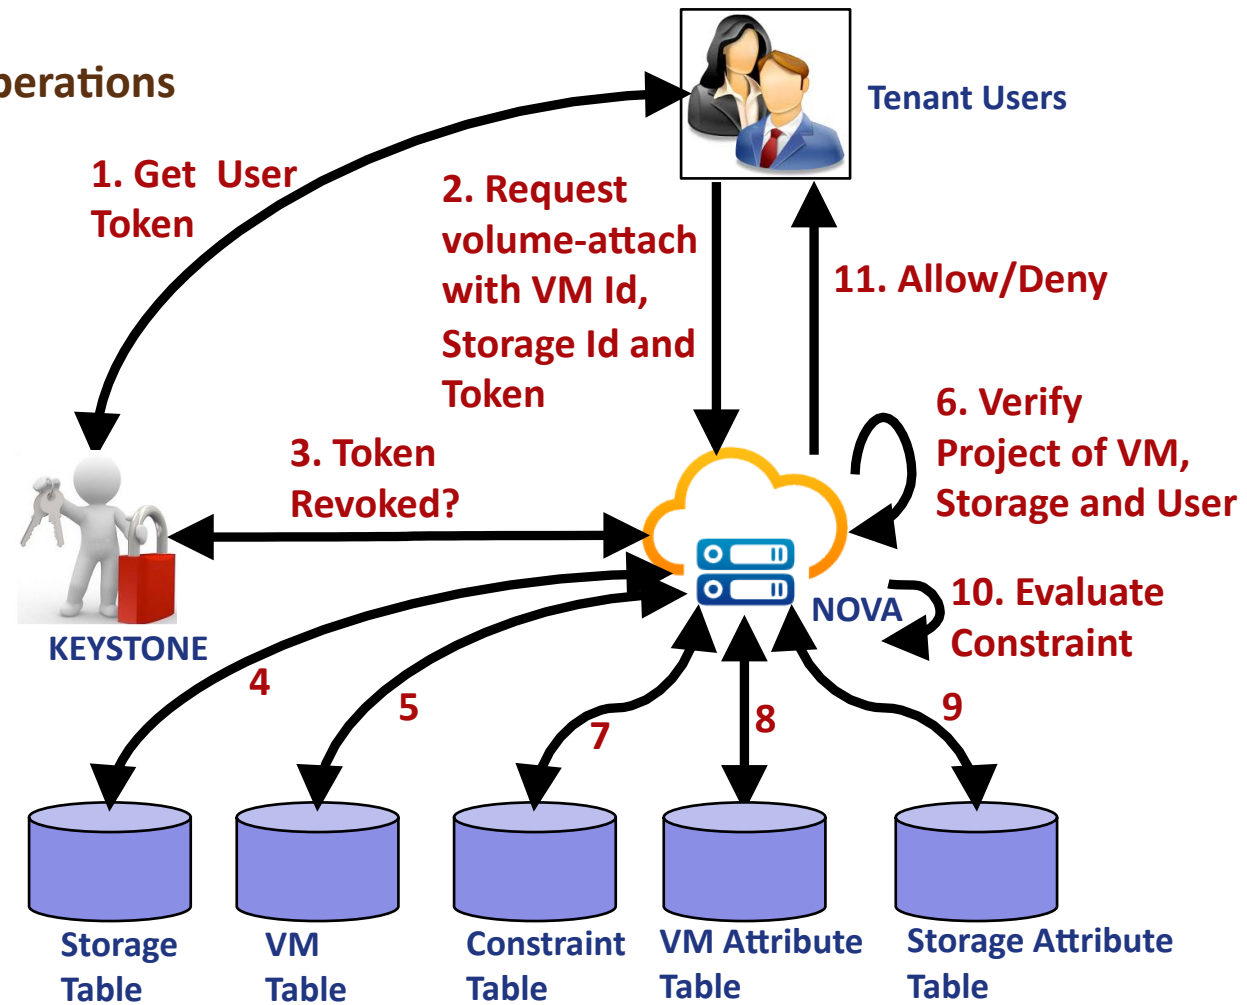 perations
Tenant Users
1. Get User
Token
2. Request
volume-attach
with VM Id,
Storage Id and
Token
11. Allow/Deny
3. Token
Revoked?
6. Verify
Project of VM,
Storage and User
NOVA
10. Evaluate
Constraint
KEYSTONE
4
5
7
8
9
Storage
Table
VM
Table
Constraint
Table
VM Attribute
Table
Storage Attribute
Table